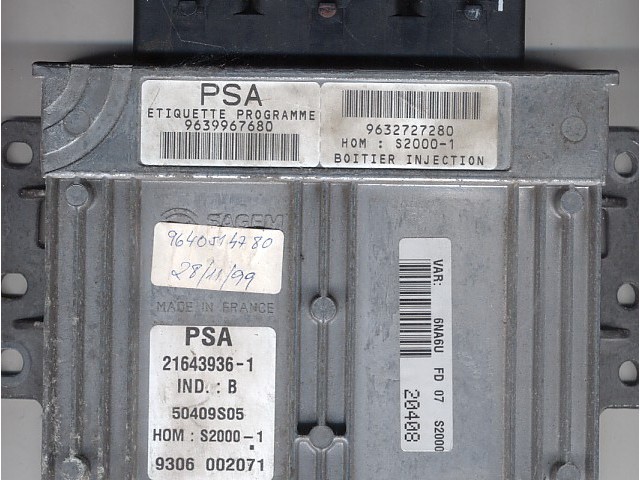 PSA
ETIQUETTE PROGRAMME
9639967680
9632727280
HOM : S2000-1
BOITIER INJECTION
SAGEM
9640514780
28/11/99
MADE IN FRANCE
PSA
21643936-1
IND. : B
50409S05
HOM : S2000-1
9306 002071
VAR: 6NA6U FD 07 S2000
20408